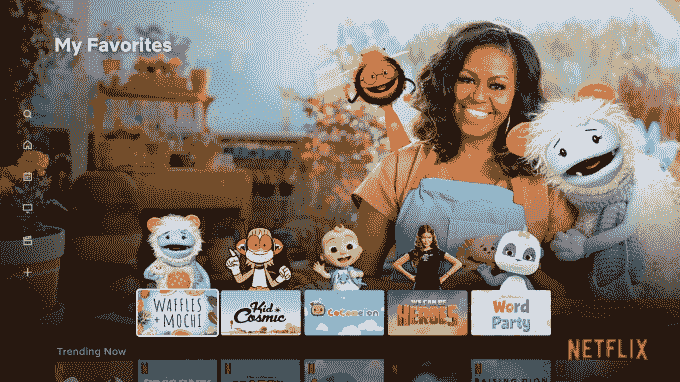 My Favorites
WAFFLES
+ MOCHI
Kid
Cosmic
CoComelon
WE CAN BE
HEROES
Word
Party
Trending Now
NETFLIX